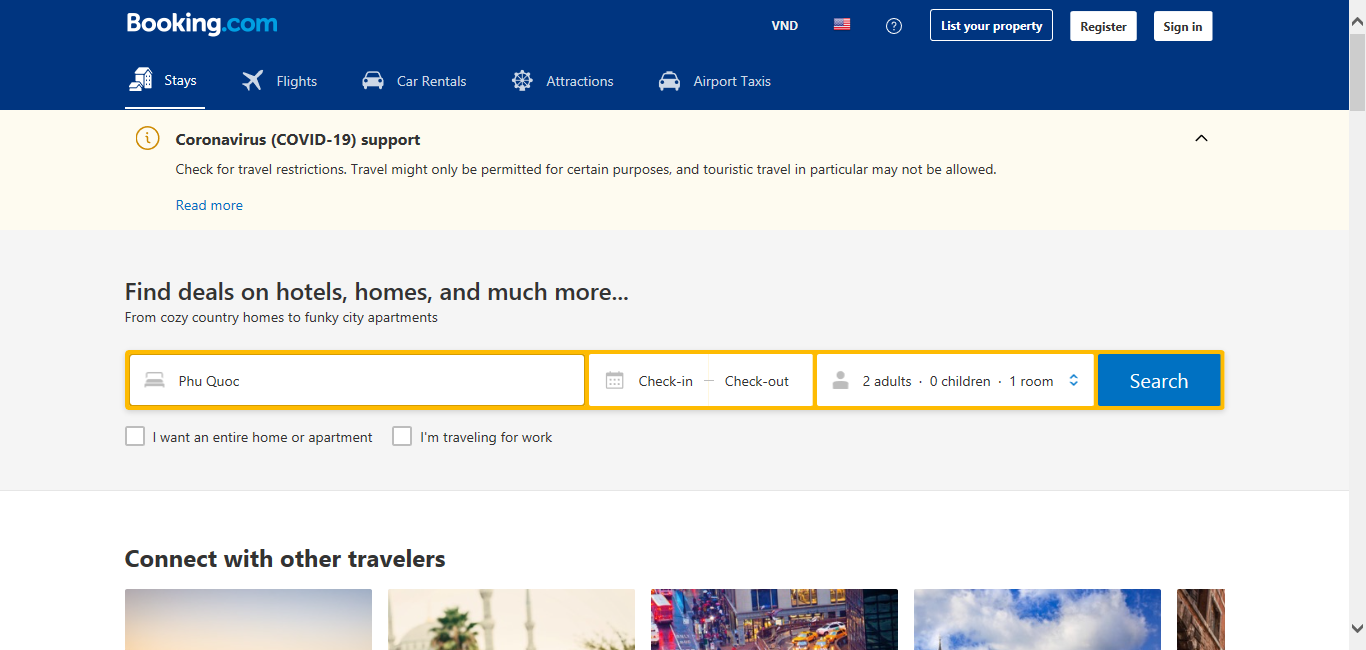 Booking.com
VND
List your property
Register
Sign in
Stays
Flights
Car Rentals
Attractions
Airport Taxis
Coronavirus (COVID-19) support
Check for travel restrictions. Travel might only be permitted for certain purposes, and touristic travel in particular may not be allowed.
Read more
Find deals on hotels, homes, and much more...
From cozy country homes to funky city apartments
Phu Quoc
Check-in — Check-out
2 adults · 0 children · 1 room
Search
I want an entire home or apartment
I'm traveling for work
Connect with other travelers